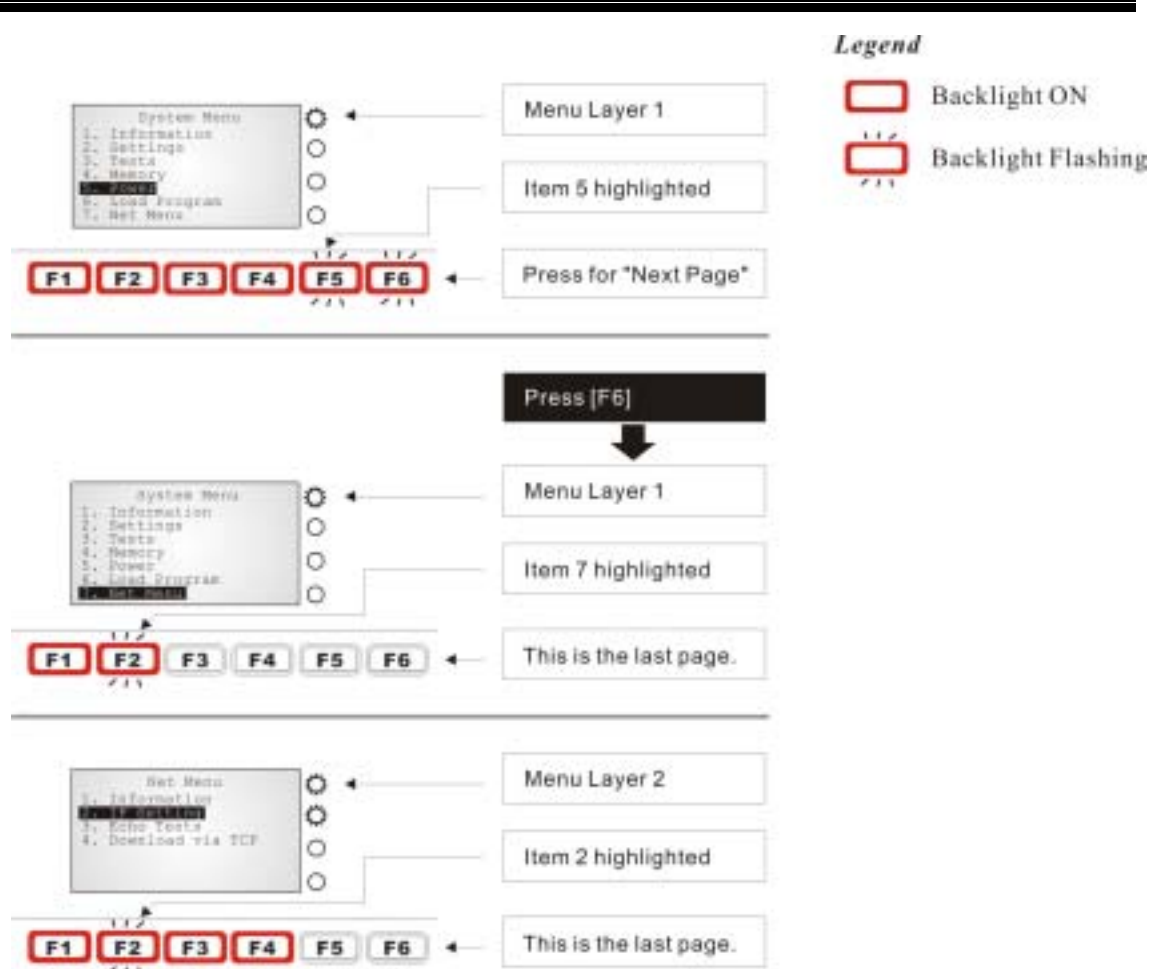 Legend
Backlight ON
Backlight Flashing
System Menu
1. Information
2. Settings
3. Tests
4. Memory
5. Power
6. Load Program
7. Net Menu
Menu Layer 1
Item 5 highlighted
F1 F2 F3 F4 F5 F6
Press for "Next Page"
Press [F6]
System Menu
1. Information
2. Settings
3. Tests
4. Memory
5. Power
6. Load Program
7. Net Menu
Menu Layer 1
Item 7 highlighted
F1 F2 F3 F4 F5 F6
This is the last page.
Net Menu
1. Information
2. IP Setting
3. Echo Tests
4. Download via TCP
Menu Layer 2
Item 2 highlighted
F1 F2 F3 F4 F5 F6
This is the last page.